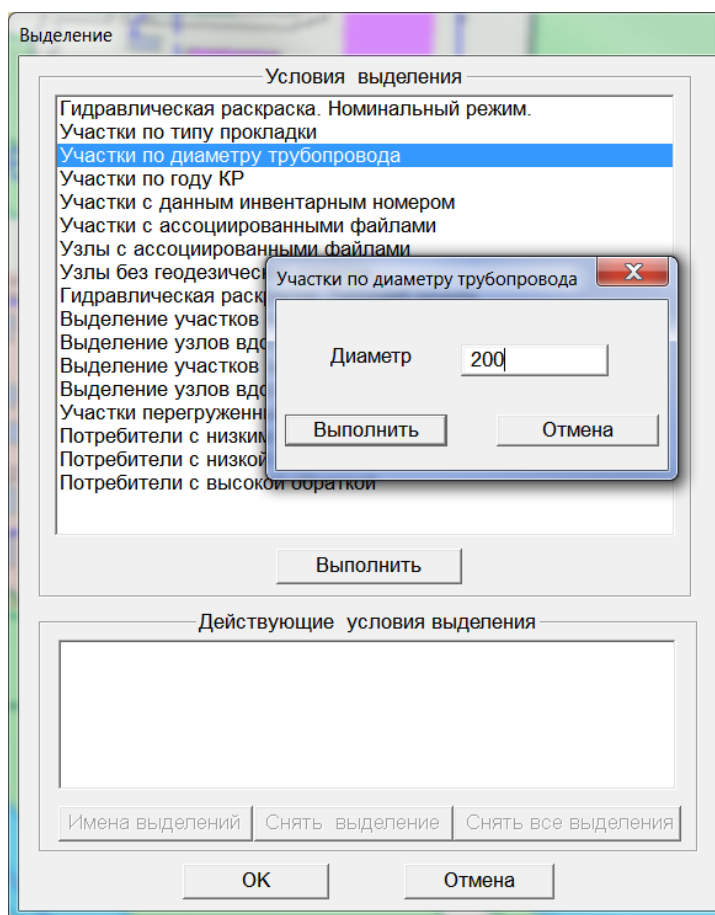 Выделение
Условия выделения
Гидравлическая раскраска. Номинальный режим.
Участки по типу прокладки
Участки по диаметру трубопровода
Участки по году КР
Участки с данным инвентарным номером
Участки с ассоциированными файлами
Узлы с ассоциированными файлами
Узлы без геодезичес
Гидравлическая раск
Выделение участков
Выделение узлов вдо
Выделение участков
Выделение узлов вдо
Участки перегруженн
Потребители с низким
Потребители с низкой
Потребители с высокой обраткой
Участки по диаметру трубопровода
X
Диаметр
200
Выполнить
Отмена
Выполнить
Действующие условия выделения
Имена выделений
Снять выделение
Снять все выделения
OK
Отмена